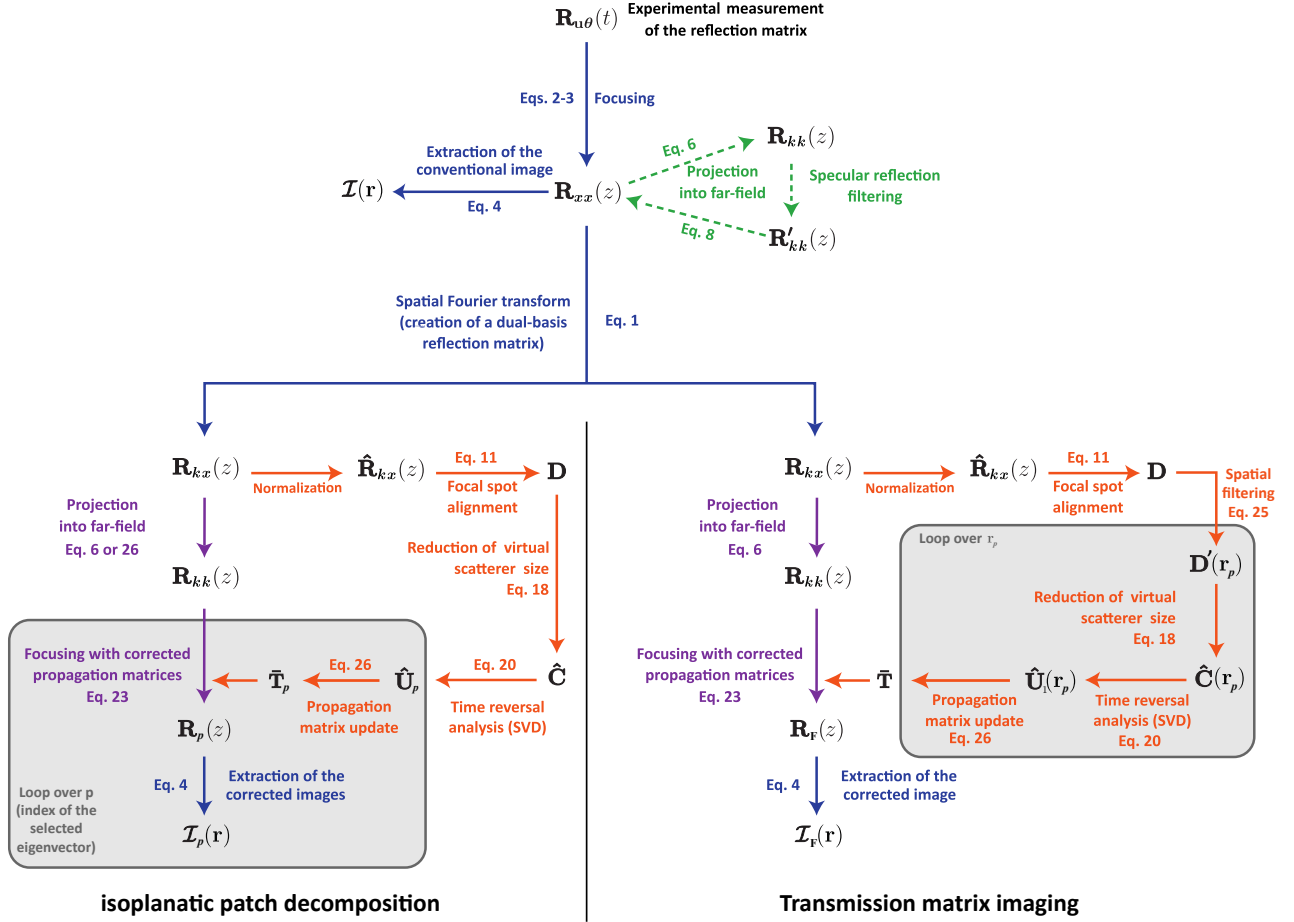 𝐑_𝐮θ(t)
Experimental measurement
of the reflection matrix
Eqs. 2-3
Focusing
Extraction of the
conventional image
Eq. 4
ℐ(𝐫)
𝐑_xx(z)
Eq. 6
Projection
into far-field
Eq. 8
𝐑_kk(z)
Specular reflection
filtering
𝐑′_kk(z)
Spatial Fourier transform
(creation of a dual-basis
reflection matrix)
Eq. 1
𝐑_kx(z)
Normalization
𝐑̂_kx(z)
Eq. 11
Focal spot
alignment
𝐃
Projection
into far-field
Eq. 6 or 26
Reduction of virtual
scatterer size
Eq. 18
𝐑_kk(z)
Focusing with corrected
propagation matrices
Eq. 23
𝐓̄_p
Eq. 26
Propagation
matrix update
𝐔̂_p
Eq. 20
Time reversal
analysis (SVD)
𝐂̂
𝐑_p(z)
Eq. 4
Extraction of the
corrected images
Loop over p
(index of the
selected
eigenvector)
ℐ_p(𝐫)
isoplanatic patch decomposition
𝐑_kx(z)
Normalization
𝐑̂_kx(z)
Eq. 11
Focal spot
alignment
𝐃
Spatial
filtering
Eq. 25
Projection
into far-field
Eq. 6
Loop over r_p
𝐃′(𝐫_p)
𝐑_kk(z)
Reduction of virtual
scatterer size
Eq. 18
Focusing with corrected
propagation matrices
Eq. 23
𝐓̄
Propagation
matrix update
Eq. 26
𝐔̂_1(𝐫_p)
Time reversal
analysis (SVD)
Eq. 20
𝐂̂(𝐫_p)
𝐑_F(z)
Eq. 4
Extraction of the
corrected image
ℐ_F(𝐫)
Transmission matrix imaging